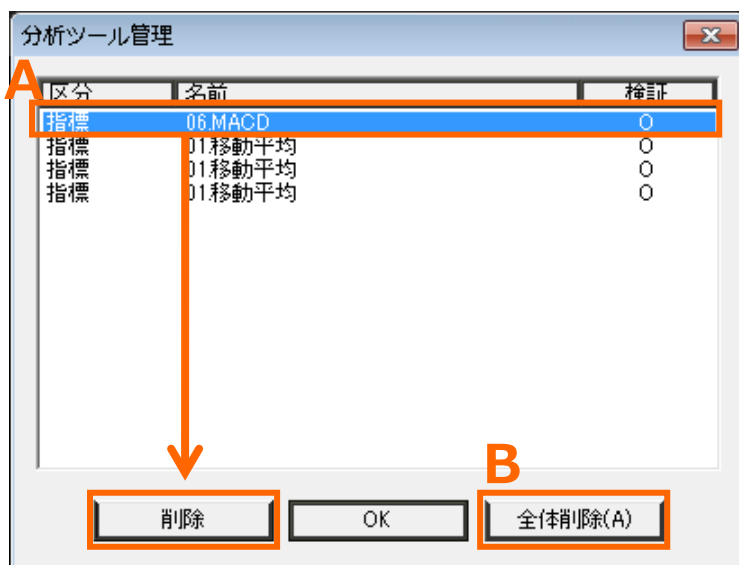 分析ツール管理
A
区分 名前 検証
指標 06.MACD O
指標 01.移動平均 O
指標 01.移動平均 O
指標 01.移動平均 O
B
削除 OK 全体削除(A)